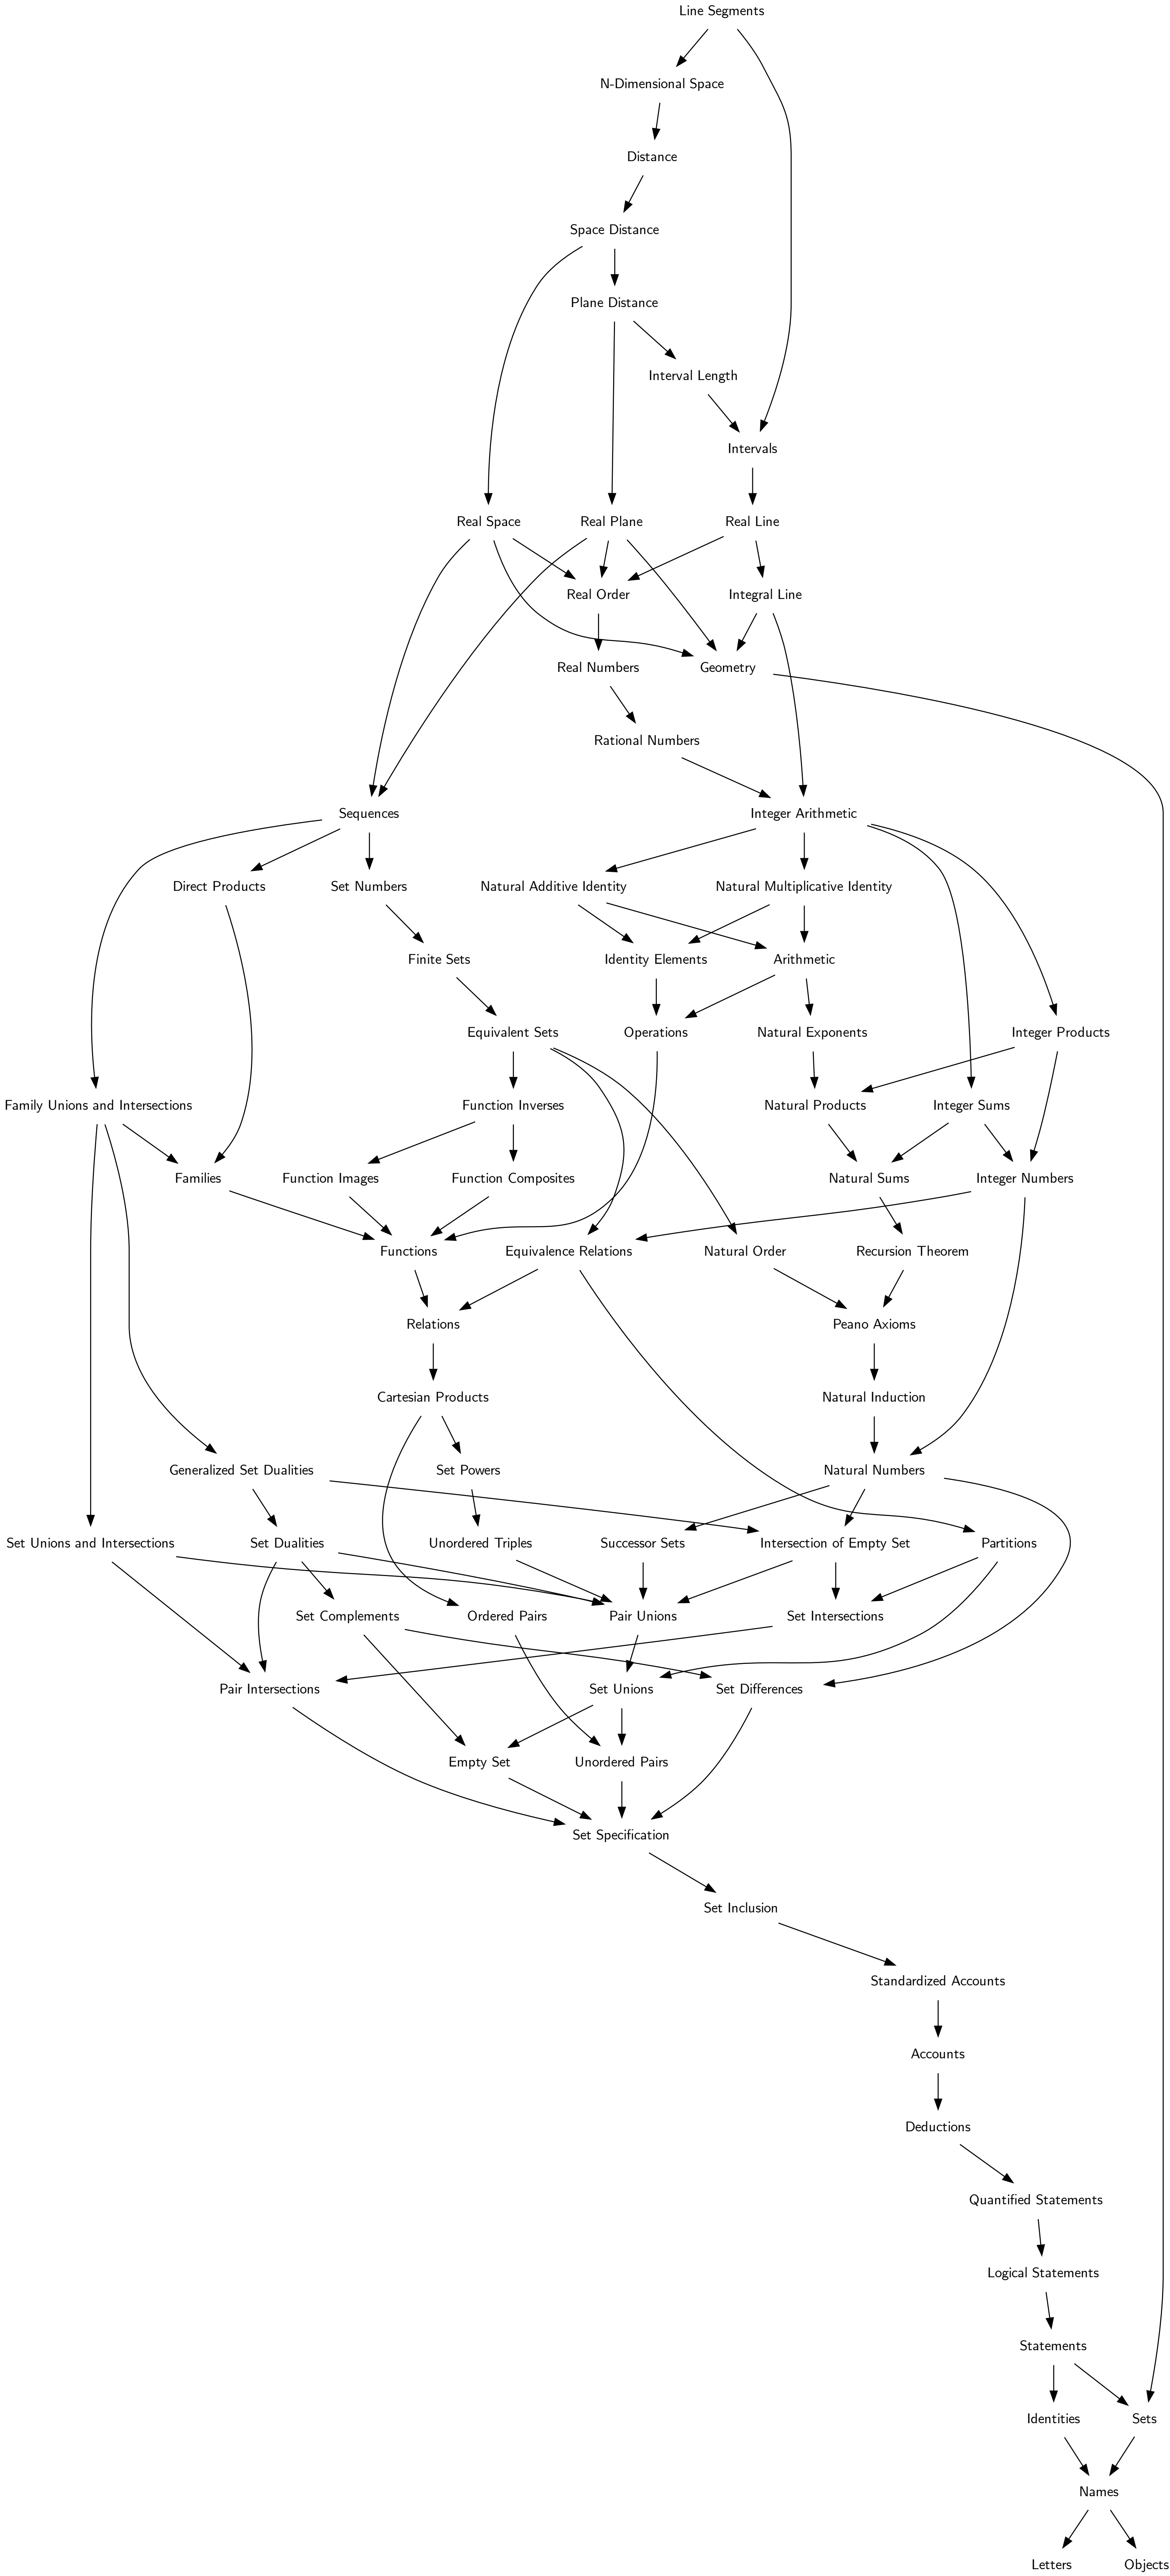 Line Segments
N-Dimensional Space
Distance
Space Distance
Plane Distance
Interval Length
Intervals
Real Space
Real Plane
Real Line
Real Order
Integral Line
Real Numbers
Geometry
Rational Numbers
Sequences
Integer Arithmetic
Direct Products
Set Numbers
Natural Additive Identity
Natural Multiplicative Identity
Finite Sets
Identity Elements
Arithmetic
Equivalent Sets
Operations
Natural Exponents
Integer Products
Family Unions and Intersections
Function Inverses
Natural Products
Integer Sums
Families
Function Images
Function Composites
Natural Sums
Integer Numbers
Functions
Equivalence Relations
Natural Order
Recursion Theorem
Relations
Peano Axioms
Cartesian Products
Natural Induction
Generalized Set Dualities
Set Powers
Natural Numbers
Set Unions and Intersections
Set Dualities
Unordered Triples
Successor Sets
Intersection of Empty Set
Partitions
Set Complements
Ordered Pairs
Pair Unions
Set Intersections
Pair Intersections
Set Unions
Set Differences
Empty Set
Unordered Pairs
Set Specification
Set Inclusion
Standardized Accounts
Accounts
Deductions
Quantified Statements
Logical Statements
Statements
Identities
Sets
Names
Letters
Objects